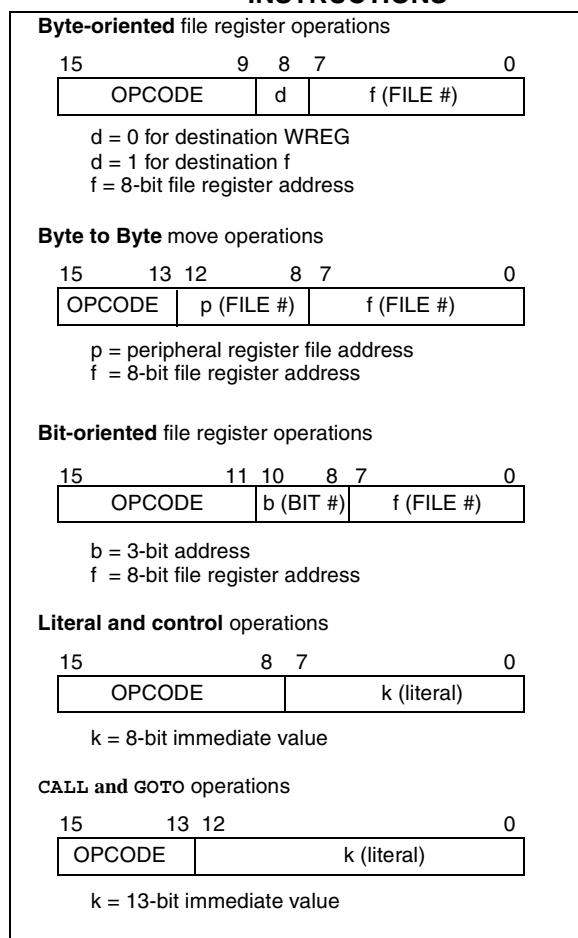 INSTRUCTIONS
Byte-oriented file register operations
15 9 8 7 0
OPCODE d f (FILE #)
d = 0 for destination WREG
d = 1 for destination f
f = 8-bit file register address
Byte to Byte move operations
15 13 12 8 7 0
OPCODE p (FILE #) f (FILE #)
p = peripheral register file address
f = 8-bit file register address
Bit-oriented file register operations
15 11 10 8 7 0
OPCODE b (BIT #) f (FILE #)
b = 3-bit address
f = 8-bit file register address
Literal and control operations
15 8 7 0
OPCODE k (literal)
k = 8-bit immediate value
CALL and GOTO operations
15 13 12 0
OPCODE k (literal)
k = 13-bit immediate value